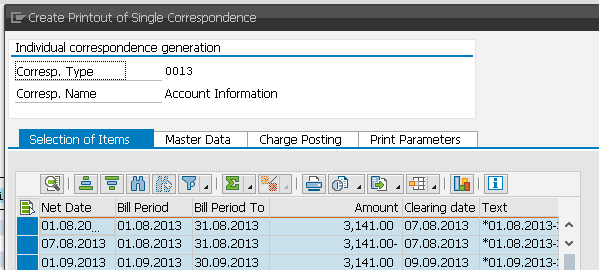 Create Printout of Single Correspondence
Individual correspondence generation
Corresp. Type 0013
Corresp. Name Account Information
Selection of Items Master Data Charge Posting Print Parameters
Net Date Bill Period Bill Period To Amount Clearing date Text
01.08.20... 01.08.2013 31.08.2013 3,141.00 07.08.2013 *01.08.2013-
07.08.2013 01.08.2013 31.08.2013 3,141.00- 07.08.2013 *01.08.2013-
01.09.2013 01.09.2013 30.09.2013 3,141.00 09.09.2013 *01.09.2013-